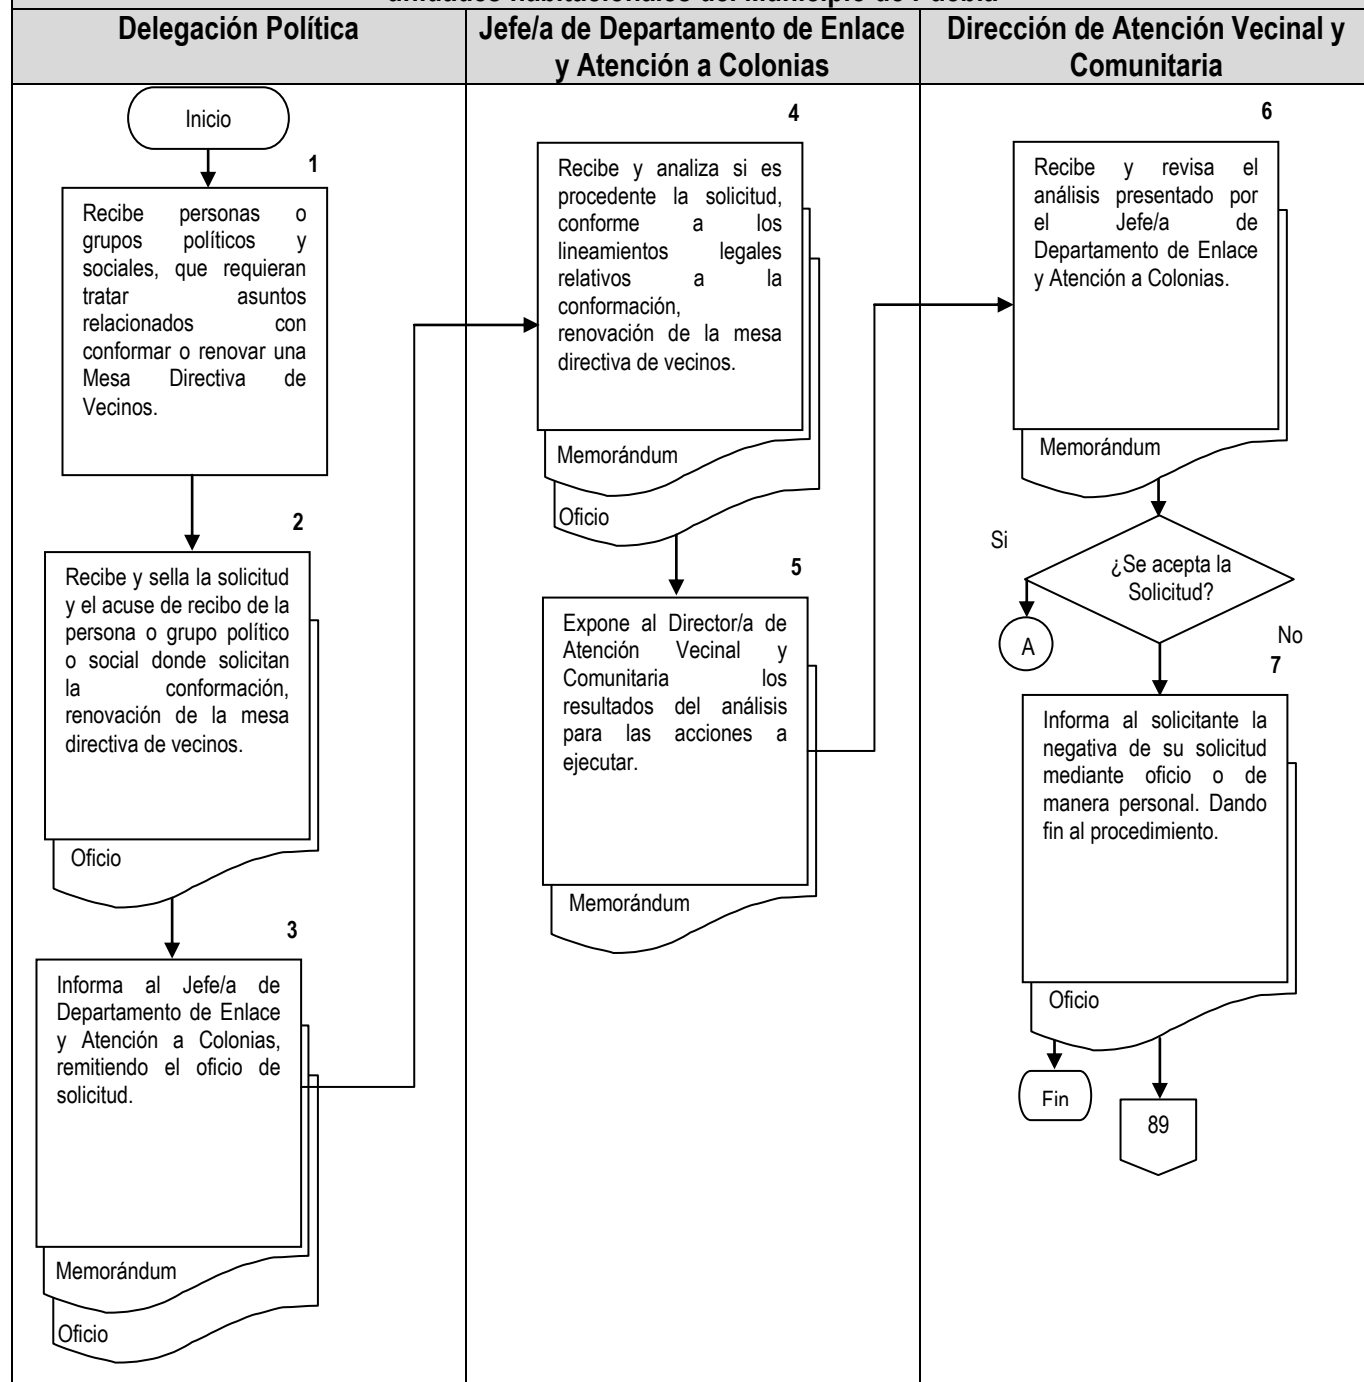 unidades habitacionales del Municipio de Puebla
Delegación Política
Jefe/a de Departamento de Enlace
y Atención a Colonias
Dirección de Atención Vecinal y
Comunitaria
Inicio
1
Recibe personas o
grupos políticos y
sociales, que requieran
tratar asuntos
relacionados con
conformar o renovar una
Mesa Directiva de
Vecinos.
2
Recibe y sella la solicitud
y el acuse de recibo de la
persona o grupo político
o social donde solicitan
la conformación,
renovación de la mesa
directiva de vecinos.
Oficio
3
Informa al Jefe/a de
Departamento de Enlace
y Atención a Colonias,
remitiendo el oficio de
solicitud.
Memorándum
Oficio
4
Recibe y analiza si es
procedente la solicitud,
conforme a los
lineamientos legales
relativos a la
conformación,
renovación de la mesa
directiva de vecinos.
Memorándum
Oficio
5
Expone al Director/a de
Atención Vecinal y
Comunitaria los
resultados del análisis
para las acciones a
ejecutar.
Memorándum
6
Recibe y revisa el
análisis presentado por
el Jefe/a de
Departamento de Enlace
y Atención a Colonias.
Memorándum
Si
¿Se acepta la
Solicitud?
A
No
7
Informa al solicitante la
negativa de su solicitud
mediante oficio o de
manera personal. Dando
fin al procedimiento.
Oficio
Fin
89